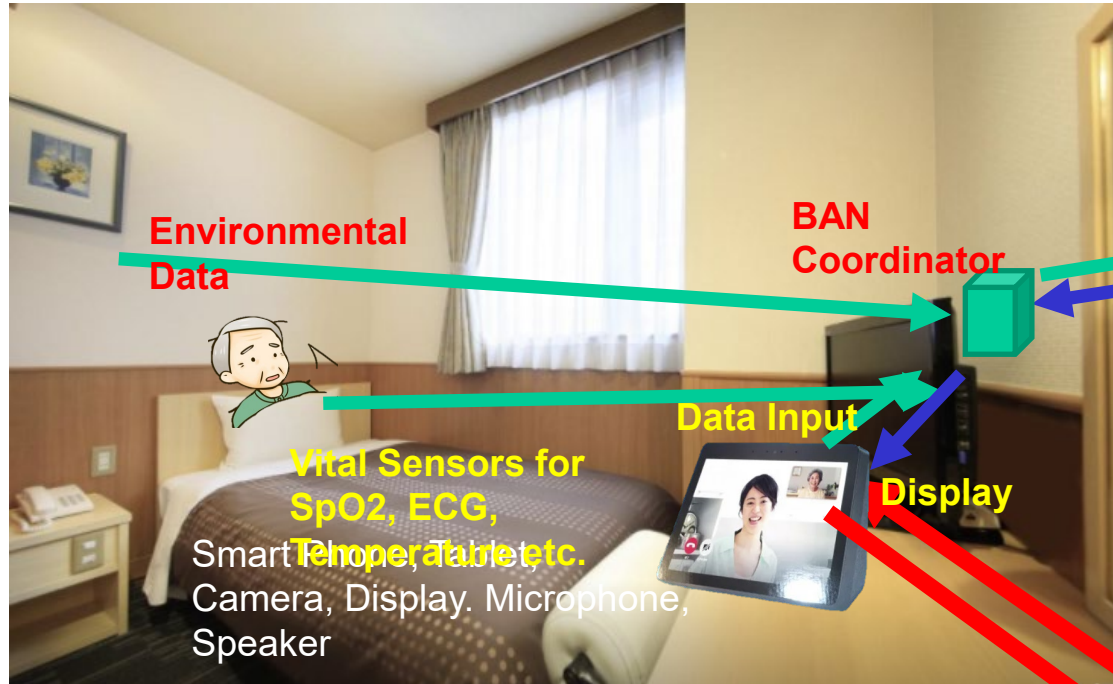 Environmental
Data
BAN
Coordinator
Data Input
Vital Sensors for
SpO2, ECG,
Temperature etc.
Display
Smart Phone, Tablet,
Camera, Display. Microphone,
Speaker